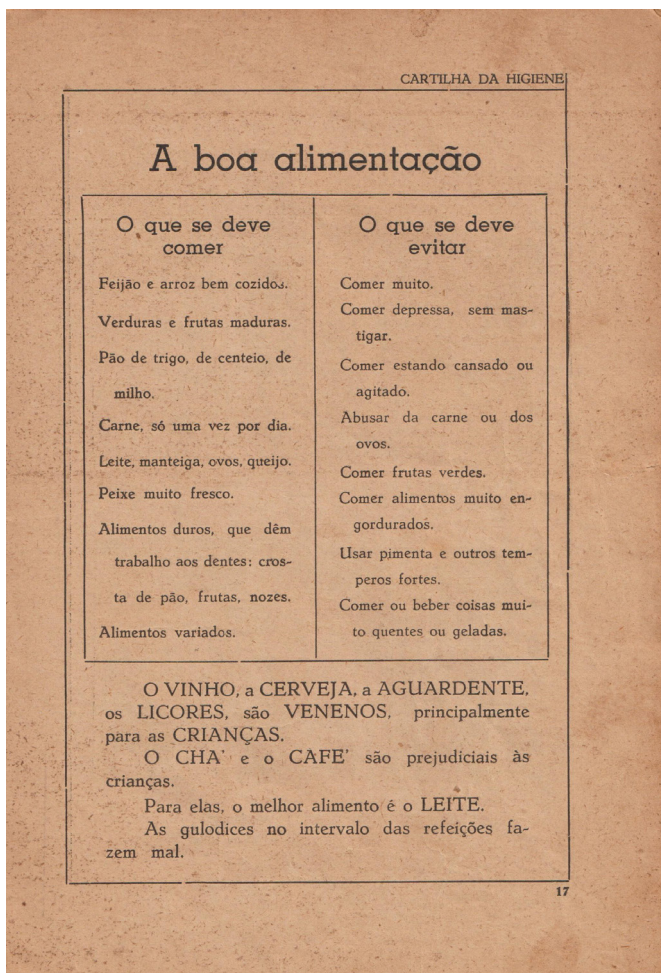 CARTILHA DA HIGIENE
A boa alimentação
O que se deve
comer
Feijão e arroz bem cozidos.
Verduras e frutas maduras.
Pão de trigo, de centeio, de
milho.
Carne, só uma vez por dia.
Leite, manteiga, ovos, queijo.
Peixe muito fresco.
Alimentos duros, que dêm
trabalho aos dentes: cros-
ta de pão, frutas, nozes.
Alimentos variados.
O que se deve
evitar
Comer muito.
Comer depressa, sem mas-
tigar.
Comer estando cansado ou
agitado.
Abusar da carne ou dos
ovos.
Comer frutas verdes.
Comer alimentos muito en-
gordurados.
Usar pimenta e outros tem-
peros fortes.
Comer ou beber coisas mui-
to quentes ou geladas.
O VINHO, a CERVEJA, a AGUARDENTE,
os LICORES, são VENENOS, principalmente
para as CRIANÇAS.
O CHA' e o CAFE' são prejudiciais às
crianças.
Para elas, o melhor alimento é o LEITE.
As gulodices no intervalo das refeições fa-
zem mal.
17